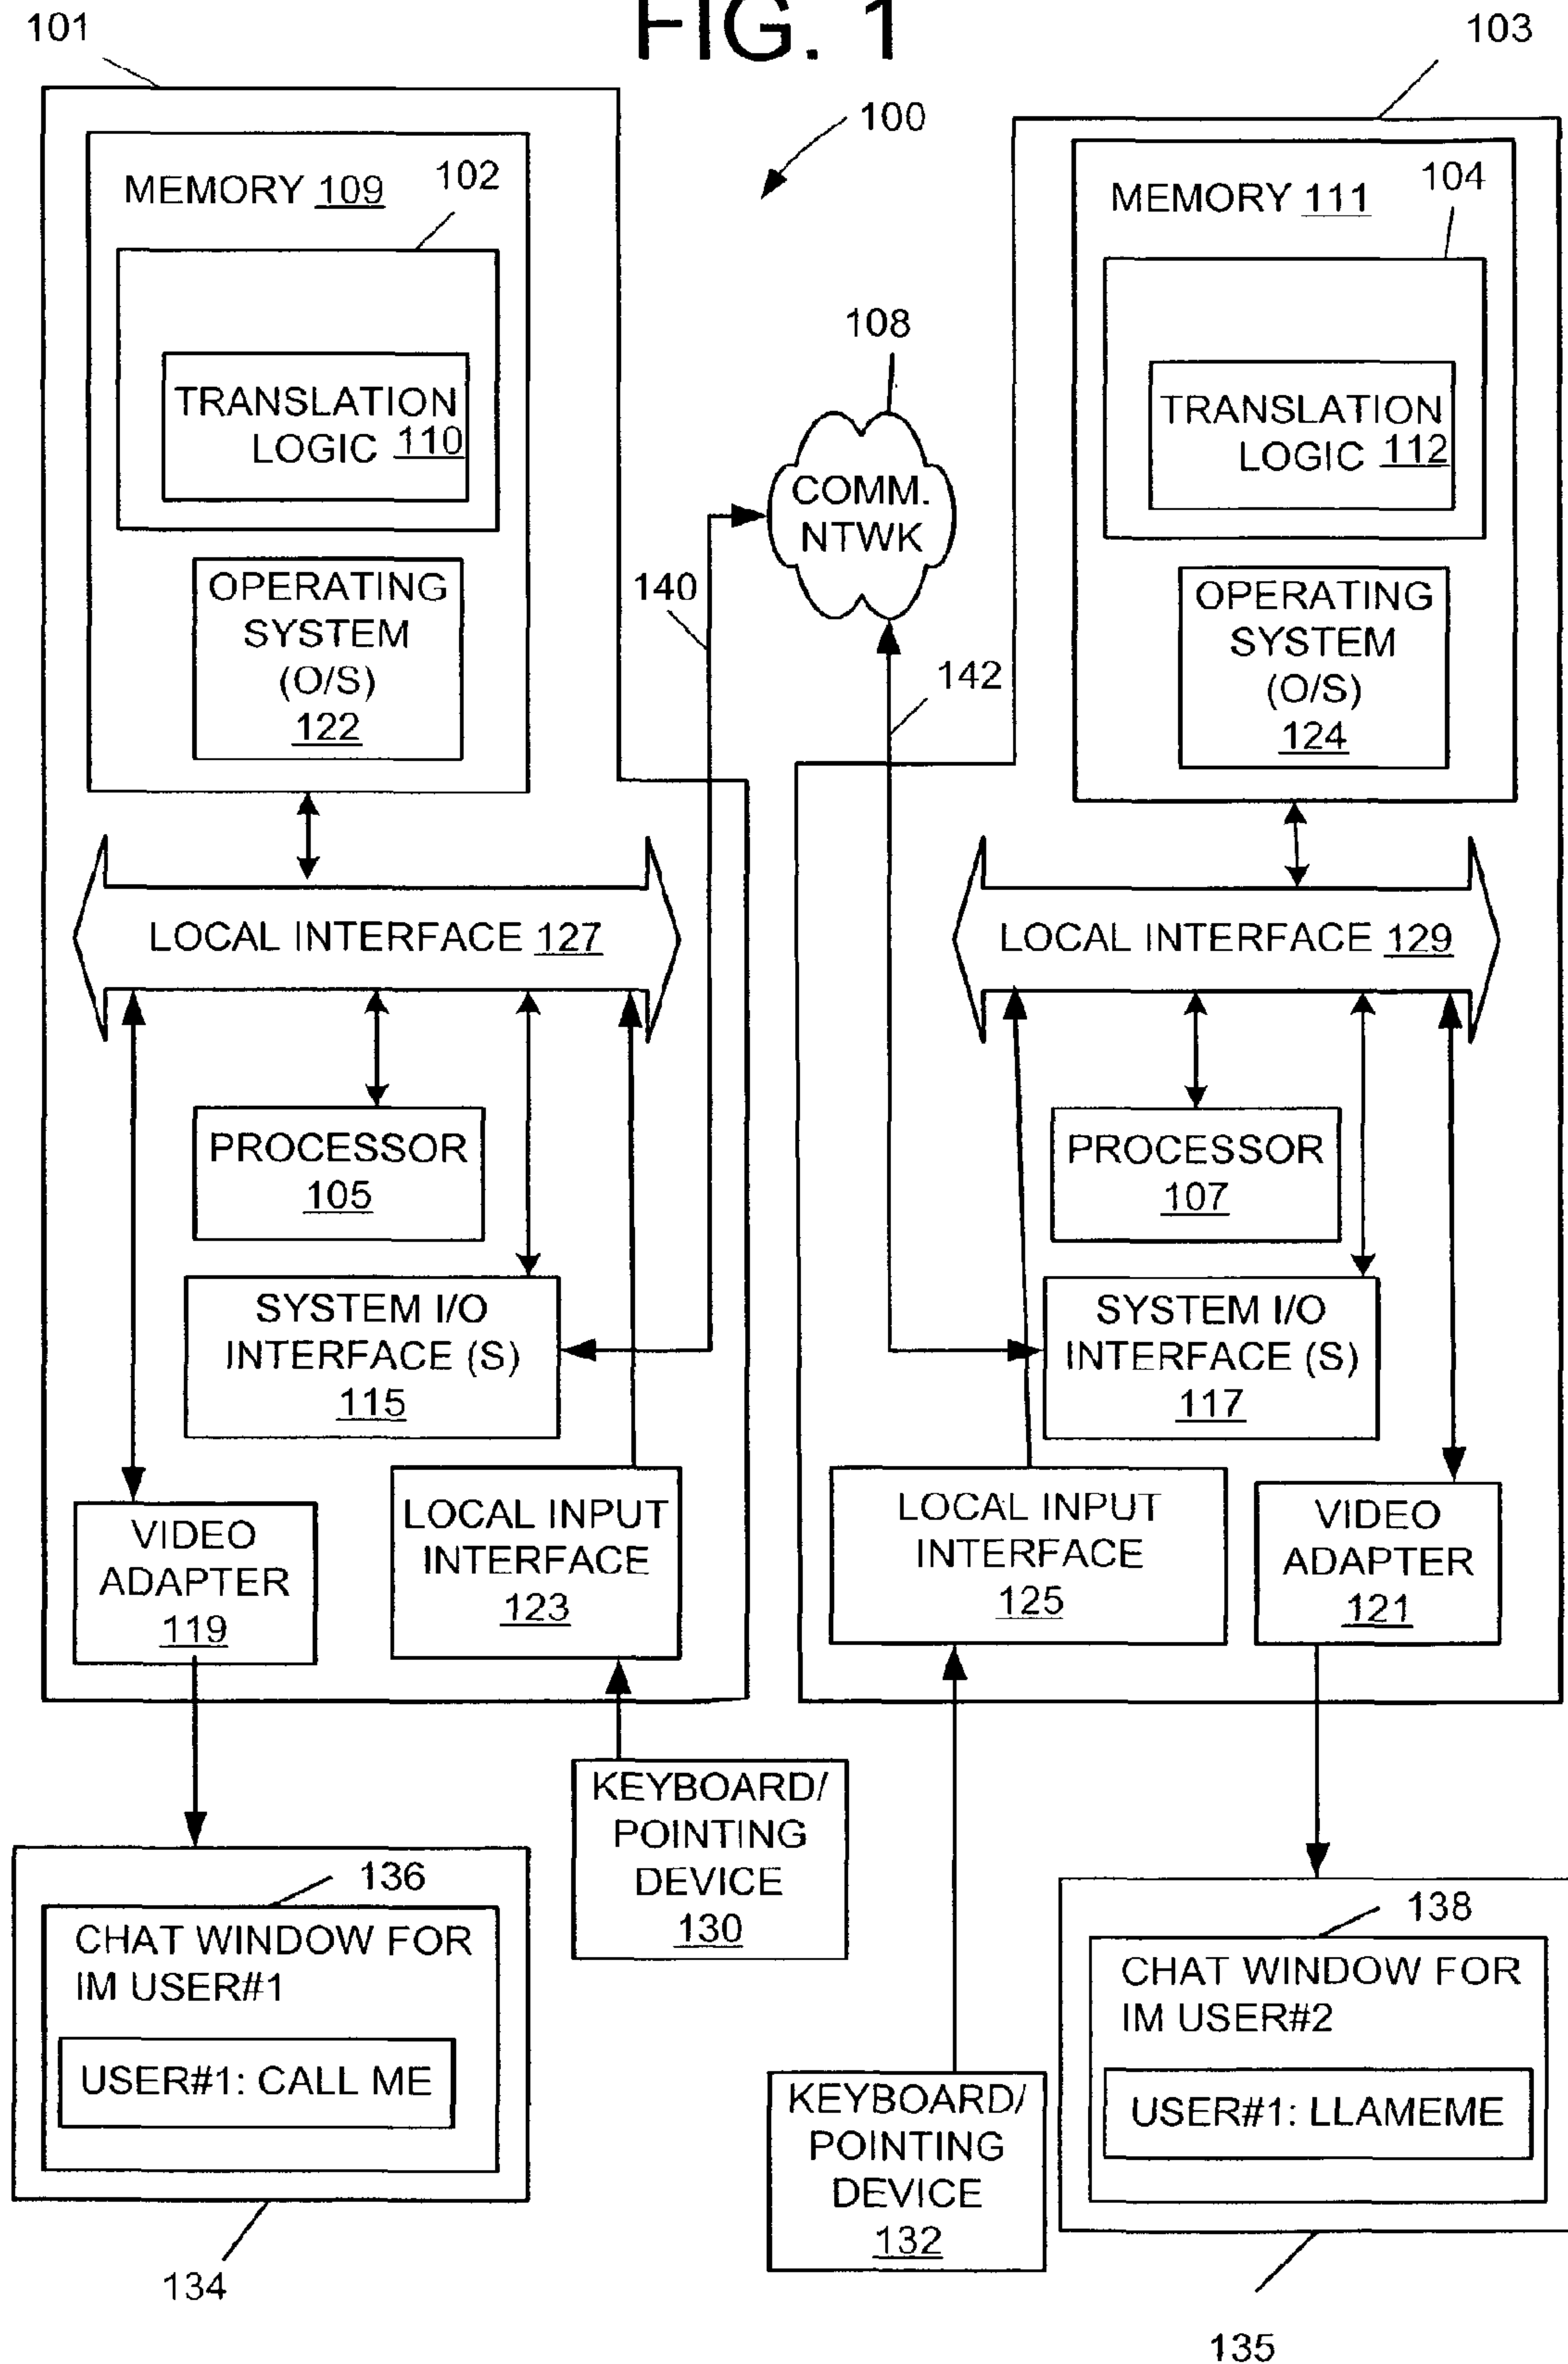 FIG. 1
101
103
100
MEMORY 109
102
TRANSLATION
LOGIC 110
OPERATING
SYSTEM
(O/S)
122
LOCAL INTERFACE 127
PROCESSOR
105
SYSTEM I/O
INTERFACE (S)
115
VIDEO
ADAPTER
119
LOCAL INPUT
INTERFACE
123
108
COMM.
NTWK
140
142
MEMORY 111
104
TRANSLATION
LOGIC 112
OPERATING
SYSTEM
(O/S)
124
LOCAL INTERFACE 129
PROCESSOR
107
SYSTEM I/O
INTERFACE (S)
117
LOCAL INPUT
INTERFACE
125
VIDEO
ADAPTER
121
KEYBOARD/
POINTING
DEVICE
130
136
CHAT WINDOW FOR
IM USER#1
USER#1: CALL ME
134
KEYBOARD/
POINTING
DEVICE
132
138
CHAT WINDOW FOR
IM USER#2
USER#1: LLAMEME
135